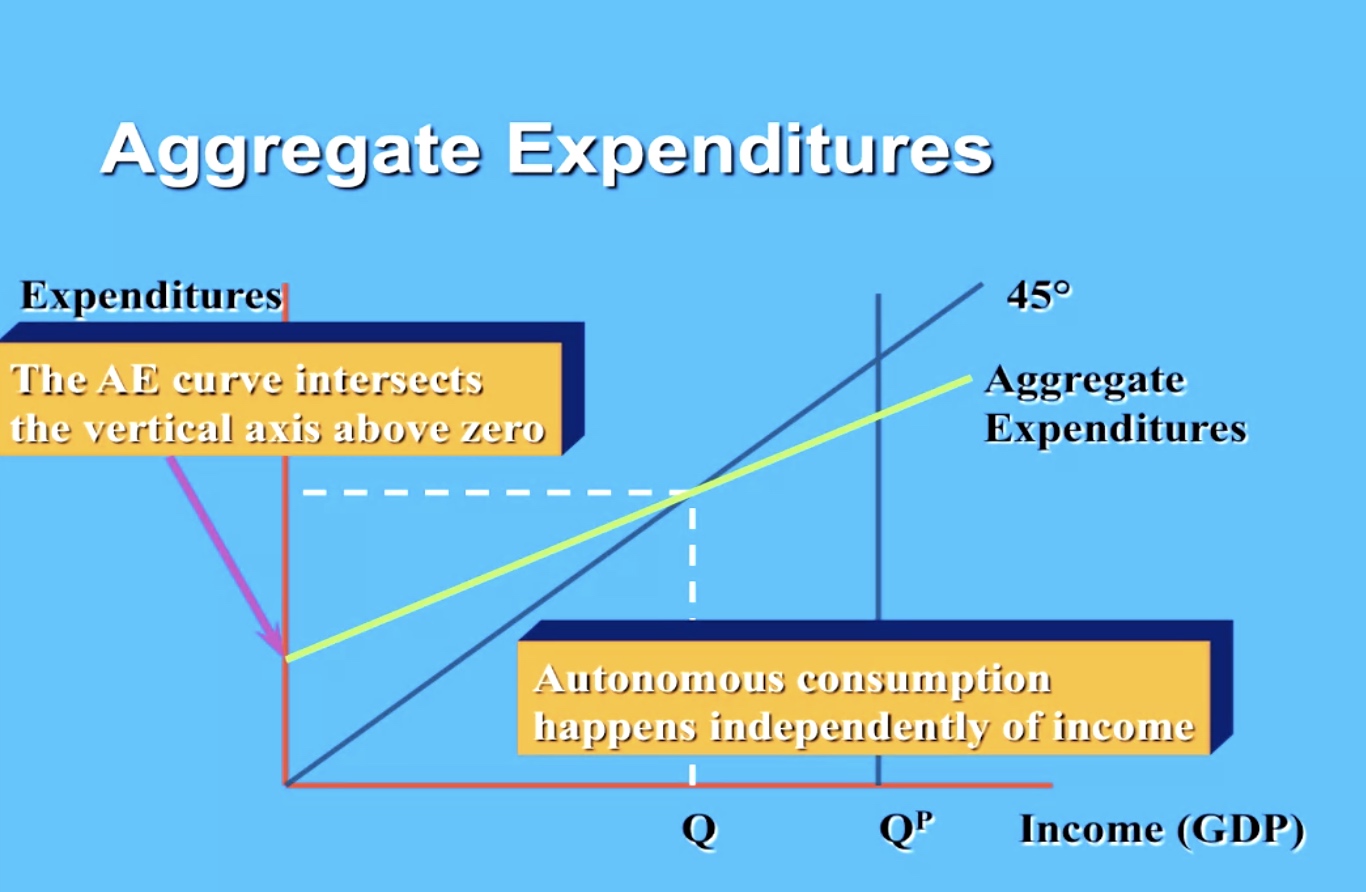 Aggregate Expenditures
Expenditures
45°
The AE curve intersects
the vertical axis above zero
Aggregate
Expenditures
Autonomous consumption
happens independently of income
Q
Qᴾ
Income (GDP)